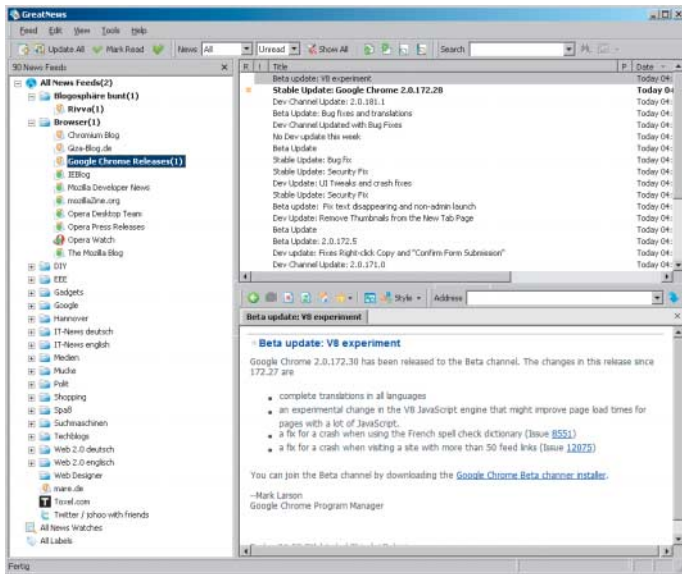 GreatNews
Feed Edit View Tools Help
Update All Mark Read News All Unread Show All Search
90 News Feeds
All News Feeds(2)
Blogosphäre bunt(1)
Rivva(1)
Browser(1)
Chromium Blog
Giza-Blog.de
Google Chrome Releases(1)
IEBlog
Mozilla Developer News
mozillaZine.org
Opera Desktop Team
Opera Press Releases
Opera Watch
The Mozilla Blog
DIY
EEE
Gadgets
Google
Hannover
IT-News deutsch
IT-News english
Medien
Mucke
Polit
Shopping
Spaß
Suchmaschinen
Techblogs
Web 2.0 deutsch
Web 2.0 englisch
Web Designer
mare.de
Toxel.com
Twitter / johoo with friends
All News Watches
All Labels
R ! Title P Date
Beta update: V8 experiment Today 04:
Stable Update: Google Chrome 2.0.172.28 Today 04
Dev Channel Update: 2.0.181.1 Today 04:
Beta Update: Bug fixes and translations Today 04:
Dev Channel Updated with Bug Fixes Today 04:
No Dev update this week Today 04:
Beta Update Today 04:
Stable Update: Bug fix Today 04:
Stable Update: Security Fix Today 04:
Dev Update: UI Tweaks and crash fixes Today 04:
Stable Update: Security Fix Today 04:
Beta update: Fix text disappearing and non-admin launch Today 04:
Dev Update: Remove Thumbnails from the New Tab Page Today 04:
Beta Update Today 04:
Beta Update: 2.0.172.5 Today 04:
Dev update: Fixes Right-click Copy and "Confirm Form Submission" Today 04:
Dev-Channel Update: 2.0.171.0 Today 04:
Style Address
Beta update: V8 experiment
Beta update: V8 experiment
Google Chrome 2.0.172.30 has been released to the Beta channel. The changes in this release since
172.27 are
complete translations in all languages
an experimental change in the V8 JavaScript engine that might improve page load times for
pages with a lot of JavaScript.
a fix for a crash when using the French spell check dictionary (Issue 8551)
a fix for a crash when visiting a site with more than 50 feed links (Issue 12075)
You can join the Beta channel by downloading the Google Chrome Beta channer installer.
--Mark Larson
Google Chrome Program Manager
Fertig